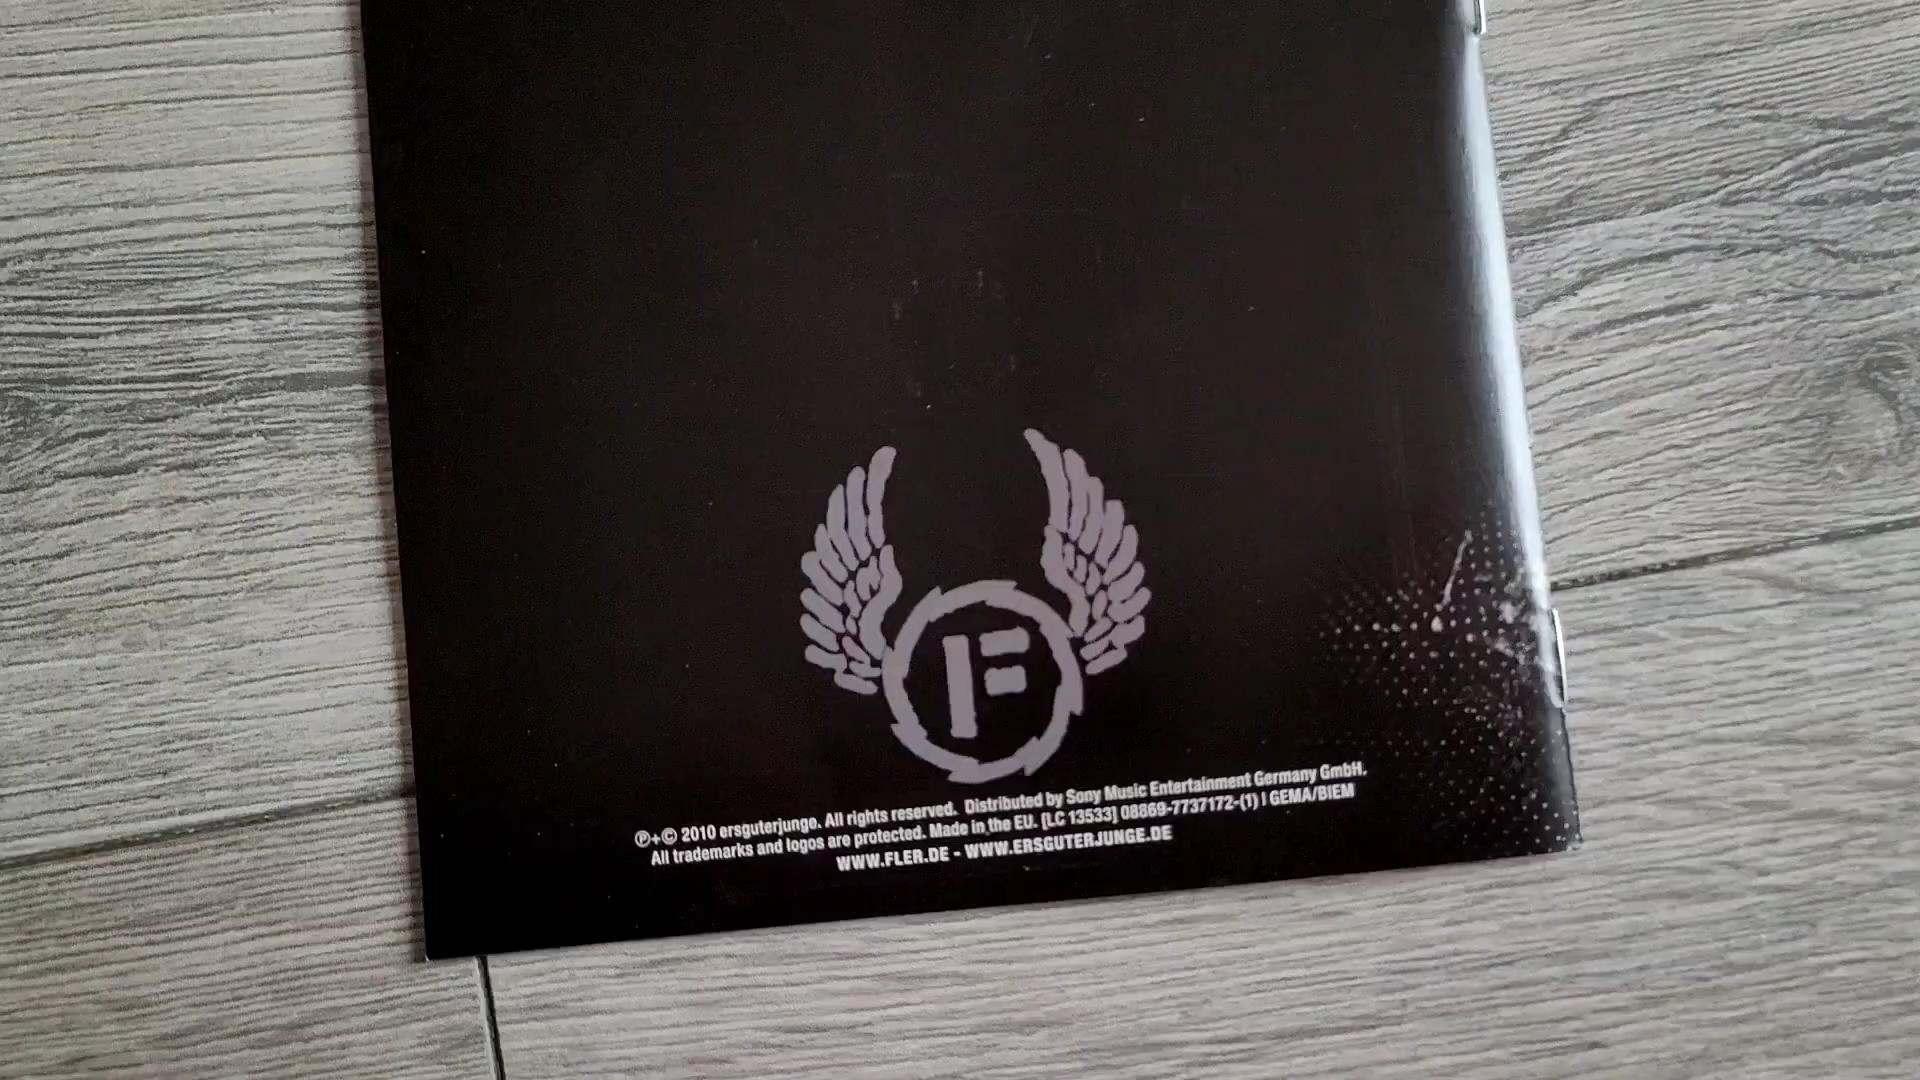 F
℗+© 2010 ersguterjunge. All rights reserved. Distributed by Sony Music Entertainment Germany GmbH.
All trademarks and logos are protected. Made in the EU. [LC 13533] 08869-7737172-(1) I GEMA/BIEM
WWW.FLER.DE - WWW.ERSGUTERJUNGE.DE